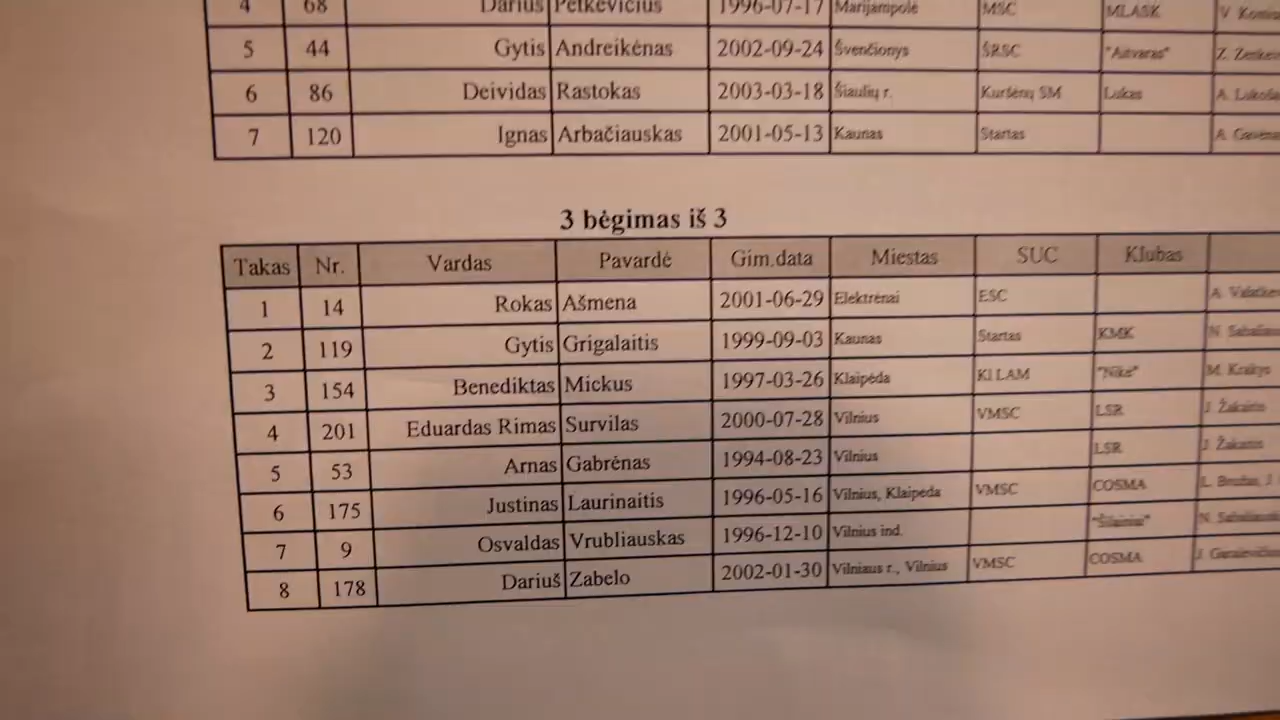 4 68 Darius Petkevičius 1996-07-17 Marijampolė MSC MLASK V.
5 44 Gytis Andreikėnas 2002-09-24 Švenčionys ŠRSC "Aitvaras" Z.
6 86 Deividas Rastokas 2003-03-18 Šiaulių r. Kuršėnų SM Lukas A.
7 120 Ignas Arbačiauskas 2001-05-13 Kaunas Startas A.
3 bėgimas iš 3
Takas Nr. Vardas Pavardė Gim.data Miestas SUC Klubas
1 14 Rokas Ašmena 2001-06-29 Elektrėnai ESC A.
2 119 Gytis Grigalaitis 1999-09-03 Kaunas Startas KMK N.
3 154 Benediktas Mickus 1997-03-26 Klaipėda KLLAM "Nikė" M. Krakys
4 201 Eduardas Rimas Survilas 2000-07-28 Vilnius VMSC LSR J.
5 53 Arnas Gabrėnas 1994-08-23 Vilnius LSR J.
6 175 Justinas Laurinaitis 1996-05-16 Vilnius, Klaipėda VMSC COSMA L.
7 9 Osvaldas Vrubliauskas 1996-12-10 Vilnius ind. "Šilainiai" N.
8 178 Dariuš Zabelo 2002-01-30 Vilniaus r., Vilnius VMSC COSMA J.